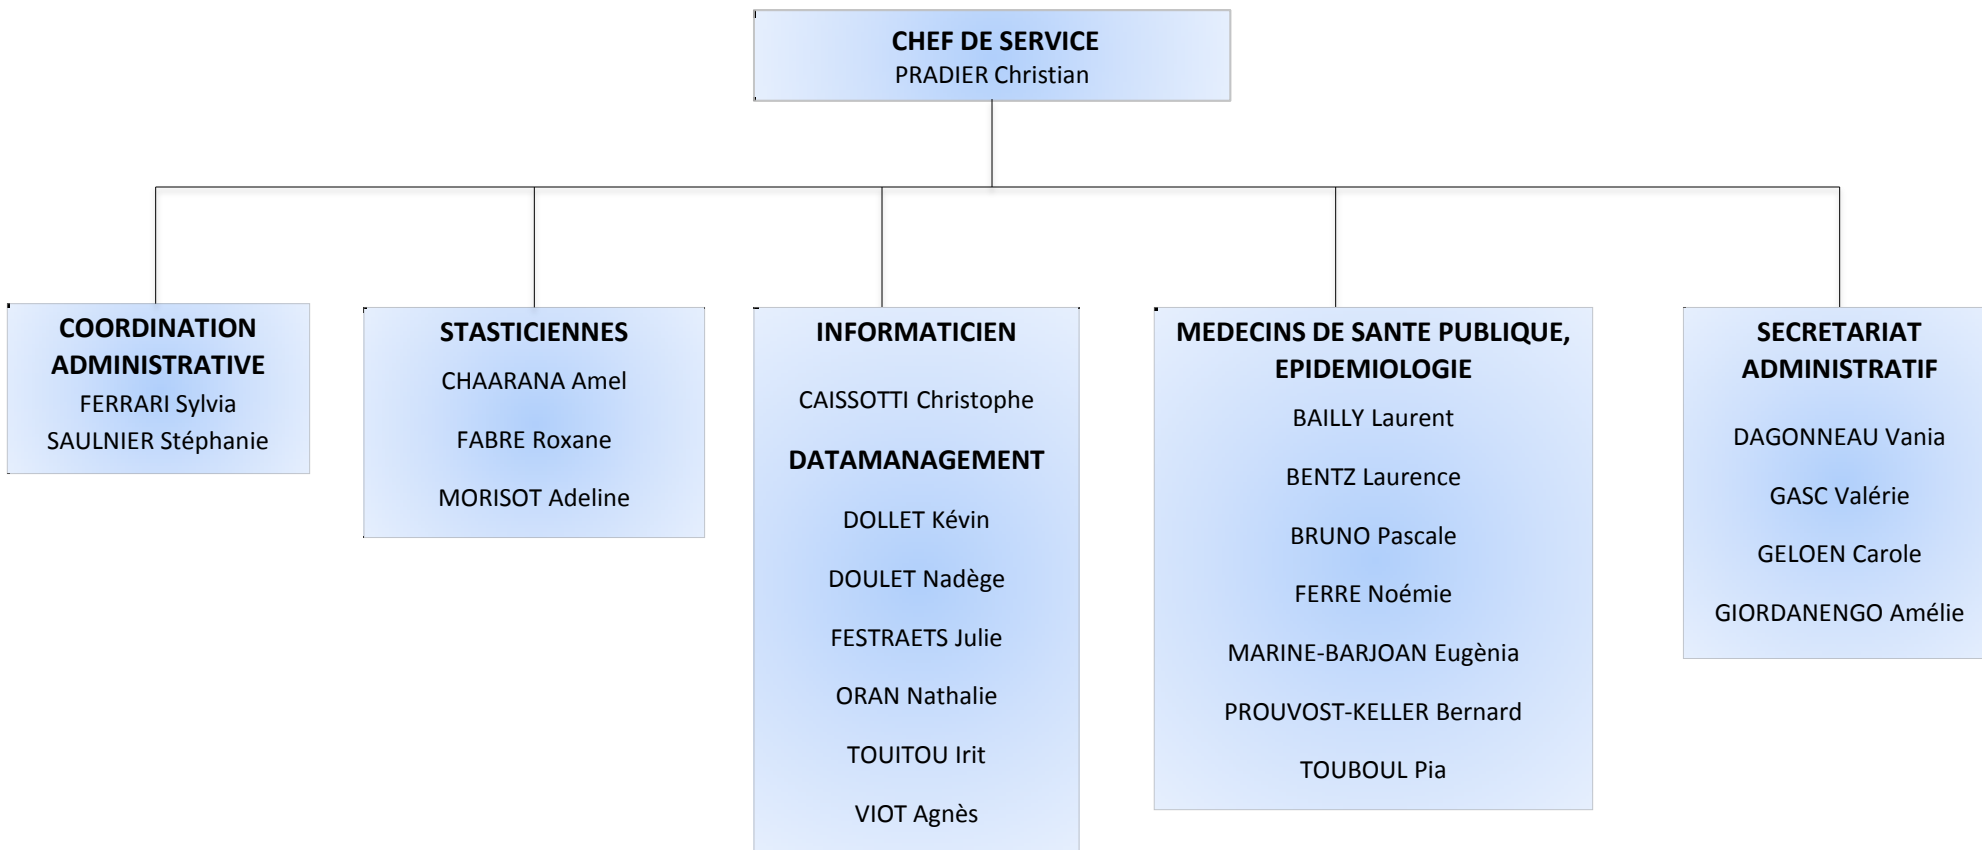 CHEF DE SERVICE
PRADIER Christian
COORDINATION
ADMINISTRATIVE
FERRARI Sylvia
SAULNIER Stéphanie
STASTICIENNES
CHAARANA Amel
FABRE Roxane
MORISOT Adeline
INFORMATICIEN
CAISSOTTI Christophe
DATAMANAGEMENT
DOLLET Kévin
DOULET Nadège
FESTRAETS Julie
ORAN Nathalie
TOUITOU Irit
VIOT Agnès
MEDECINS DE SANTE PUBLIQUE,
EPIDEMIOLOGIE
BAILLY Laurent
BENTZ Laurence
BRUNO Pascale
FERRE Noémie
MARINE-BARJOAN Eugènia
PROUVOST-KELLER Bernard
TOUBOUL Pia
SECRETARIAT
ADMINISTRATIF
DAGONNEAU Vania
GASC Valérie
GELOEN Carole
GIORDANENGO Amélie